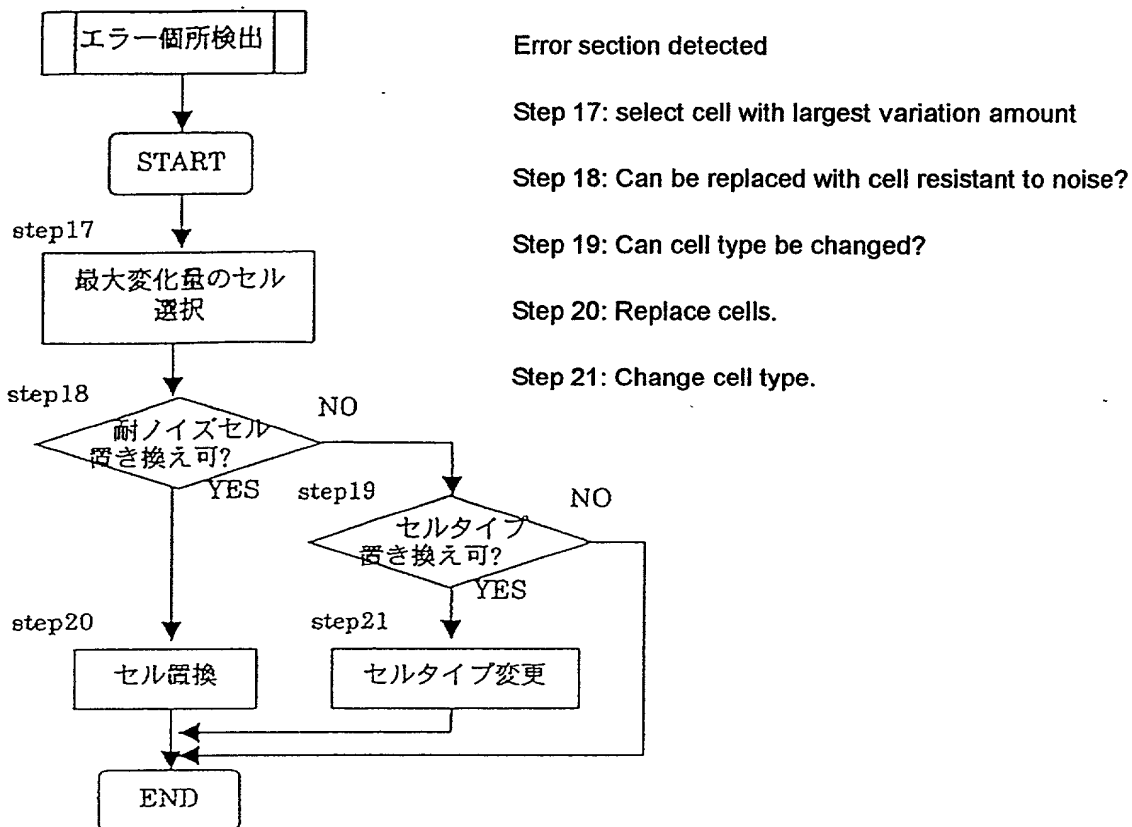 エラー個所検出
START
step17
最大変化量のセル
選択
step18
耐ノイズセル
置き換え可?
NO
YES
step19
セルタイプ
置き換え可?
NO
YES
step20
セル置換
step21
セルタイプ変更
END
Error section detected
Step 17: select cell with largest variation amount
Step 18: Can be replaced with cell resistant to noise?
Step 19: Can cell type be changed?
Step 20: Replace cells.
Step 21: Change cell type.